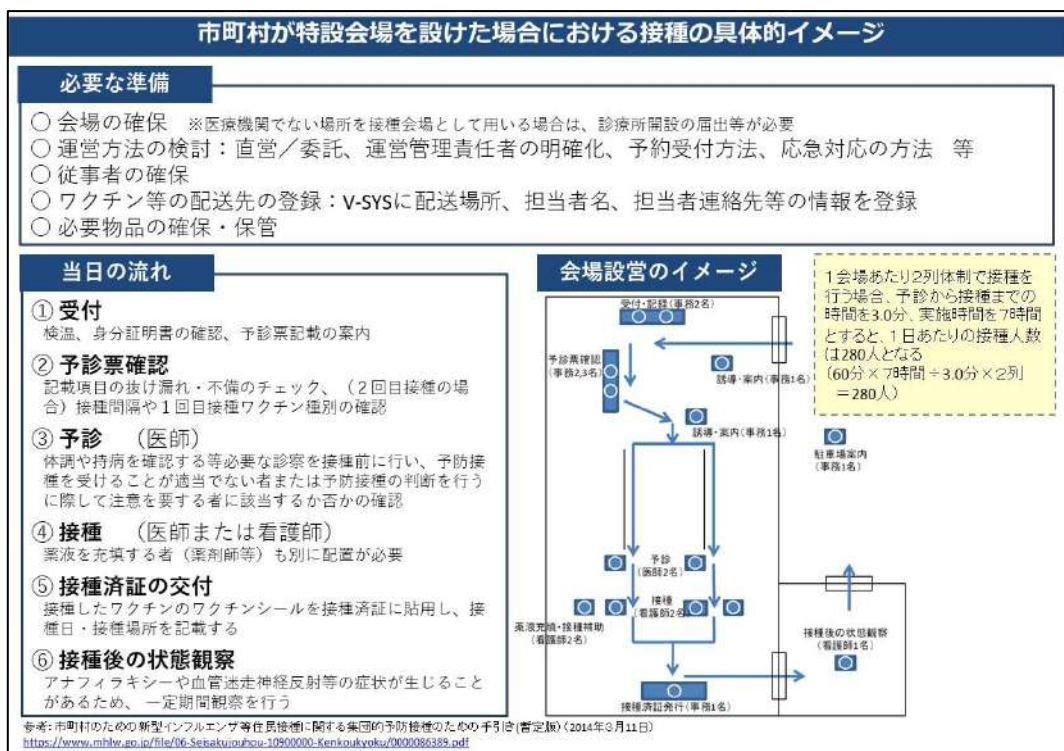 市町村が特設会場を設けた場合における接種の具体的イメージ
必要な準備
○ 会場の確保 ※医療機関でない場所を接種会場として用いる場合は、診療所開設の届出等が必要
○ 運営方法の検討：直営／委託、運営管理責任者の明確化、予約受付方法、応急対応の方法 等
○ 従事者の確保
○ ワクチン等の配送先の登録：V-SYSに配送場所、担当者名、担当者連絡先等の情報を登録
○ 必要物品の確保・保管
当日の流れ
① 受付
検温、身分証明書の確認、予診票記載の案内
② 予診票確認
記載項目の抜け漏れ・不備のチェック、（２回目接種の場
合）接種間隔や１回目接種ワクチン種別の確認
③ 予診 （医師）
体調や持病を確認する等必要な診察を接種前に行い、予防接
種を受けることが適当でない者または予防接種の判断を行う
に際して注意を要する者に該当するか否かの確認
④ 接種 （医師または看護師）
薬液を充填する者（薬剤師等）も別に配置が必要
⑤ 接種済証の交付
接種したワクチンのワクチンシールを接種済証に貼用し、接
種日・接種場所を記載する
⑥ 接種後の状態観察
アナフィラキシーや血管迷走神経反射等の症状が生じること
があるため、一定期間観察を行う
会場設営のイメージ
受付・記録(事務2名)
予診票確認
(事務2,3名)
誘導・案内(事務1名)
誘導・案内(事務1名)
駐車場案内
(事務1名)
予診
(医師2名)
接種
(看護師2名)
薬液充填・接種補助
(看護師2名)
接種後の状態観察
(看護師1名)
接種済証発行(事務1名)
１会場あたり２列体制で接種を
行う場合、予診から接種までの
時間を3.0分、実施時間を７時間
とすると、１日あたりの接種人数
は280人となる
（60分×７時間÷3.0分×２列
＝280人）
参考：市町村のための新型インフルエンザ等住民接種に関する集団的予防接種のための手引き(暫定版)（2014年３月11日）
https://www.mhlw.go.jp/file/06-Seisakujouhou-10900000-Kenkoukyoku/0000086389.pdf